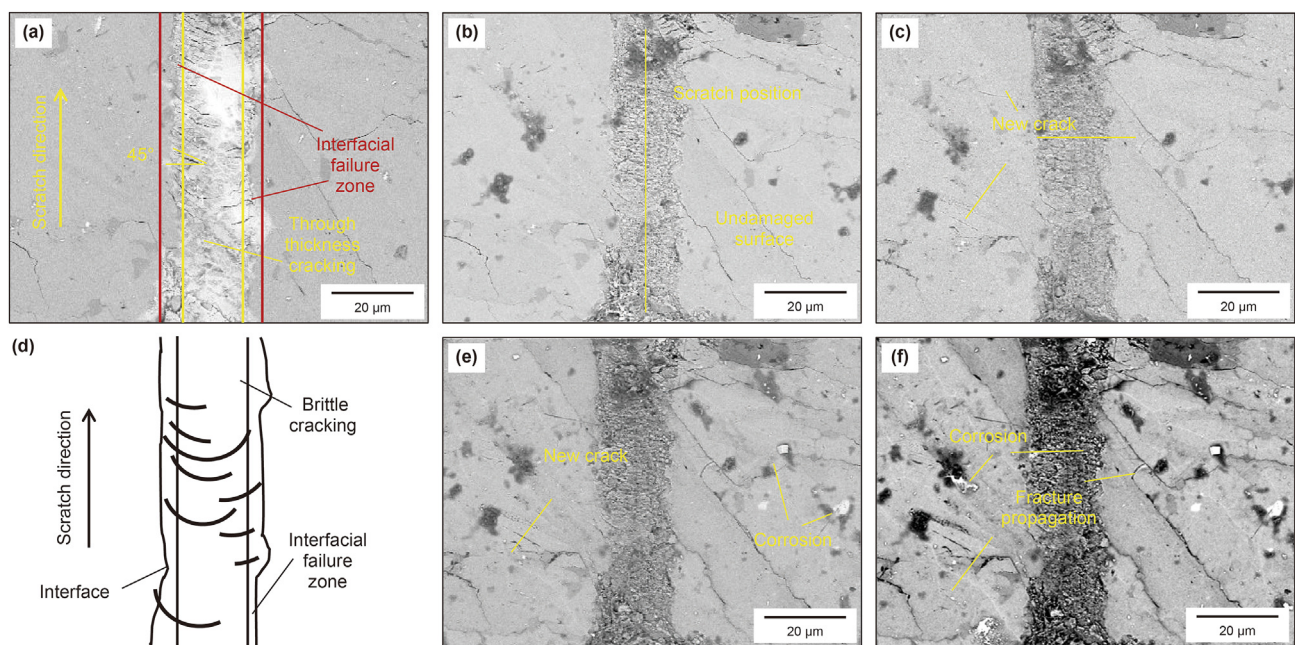 (a)
Scratch direction
45°
Interfacial
failure
zone
Through
thickness
cracking
20 μm
(b)
Scratch position
Undamaged
surface
20 μm
(c)
New crack
20 μm
(d)
Scratch direction
Brittle
cracking
Interfacial
failure
zone
Interface
(e)
New crack
Corrosion
20 μm
(f)
Corrosion
Fracture
propagation
20 μm